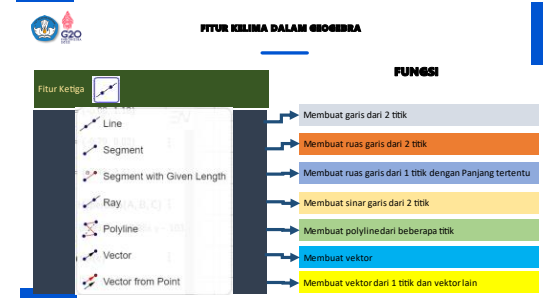 G20
FITUR KELIMA DALAM GEOGEBRA
FUNGSI
Fitur Ketiga
Line
Membuat garis dari 2 titik
Segment
Membuat ruas garis dari 2 titik
Segment with Given Length
Membuat ruas garis dari 1 titik dengan Panjang tertentu
Ray
Membuat sinar garis dari 2 titik
Polyline
Membuat polylinedari beberapa titik
Vector
Membuat vektor
Vector from Point
Membuat vektor dari 1 titik dan vektor lain